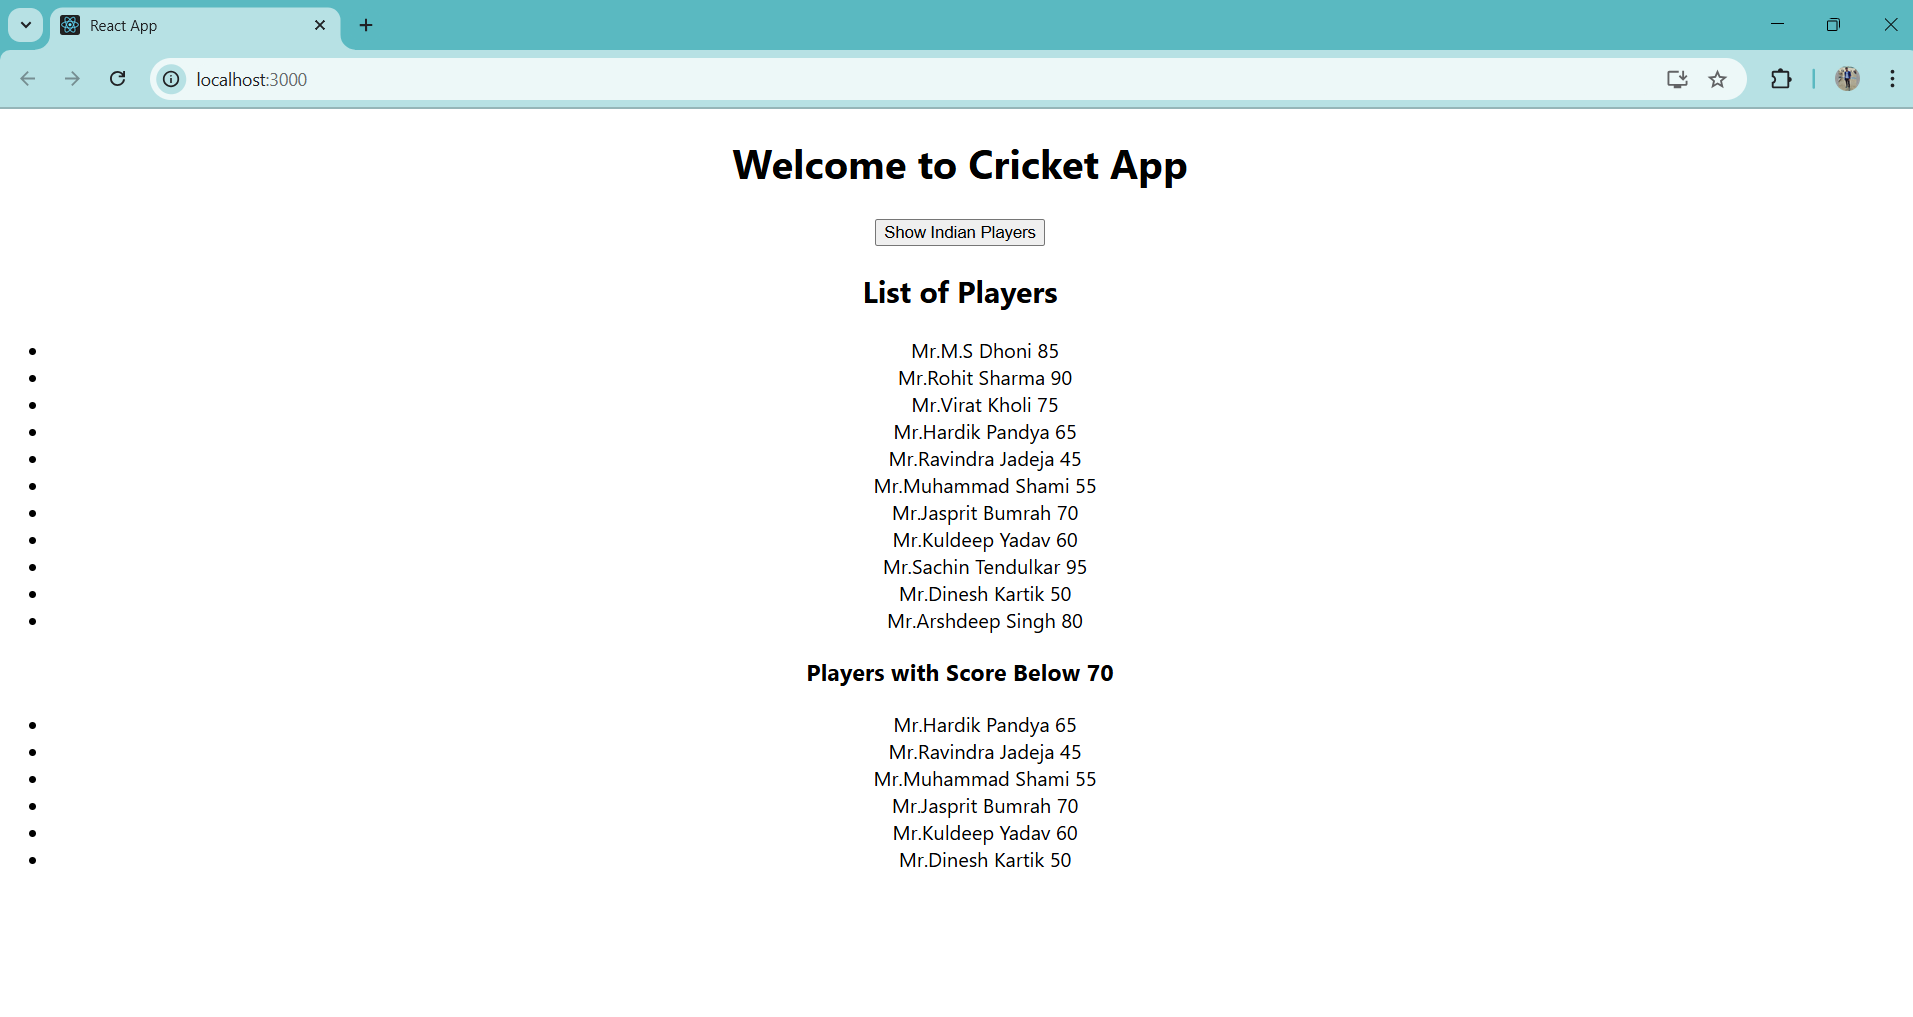 React App
localhost:3000
Welcome to Cricket App
Show Indian Players
List of Players
Mr.M.S Dhoni 85
Mr.Rohit Sharma 90
Mr.Virat Kholi 75
Mr.Hardik Pandya 65
Mr.Ravindra Jadeja 45
Mr.Muhammad Shami 55
Mr.Jasprit Bumrah 70
Mr.Kuldeep Yadav 60
Mr.Sachin Tendulkar 95
Mr.Dinesh Kartik 50
Mr.Arshdeep Singh 80
Players with Score Below 70
Mr.Hardik Pandya 65
Mr.Ravindra Jadeja 45
Mr.Muhammad Shami 55
Mr.Jasprit Bumrah 70
Mr.Kuldeep Yadav 60
Mr.Dinesh Kartik 50